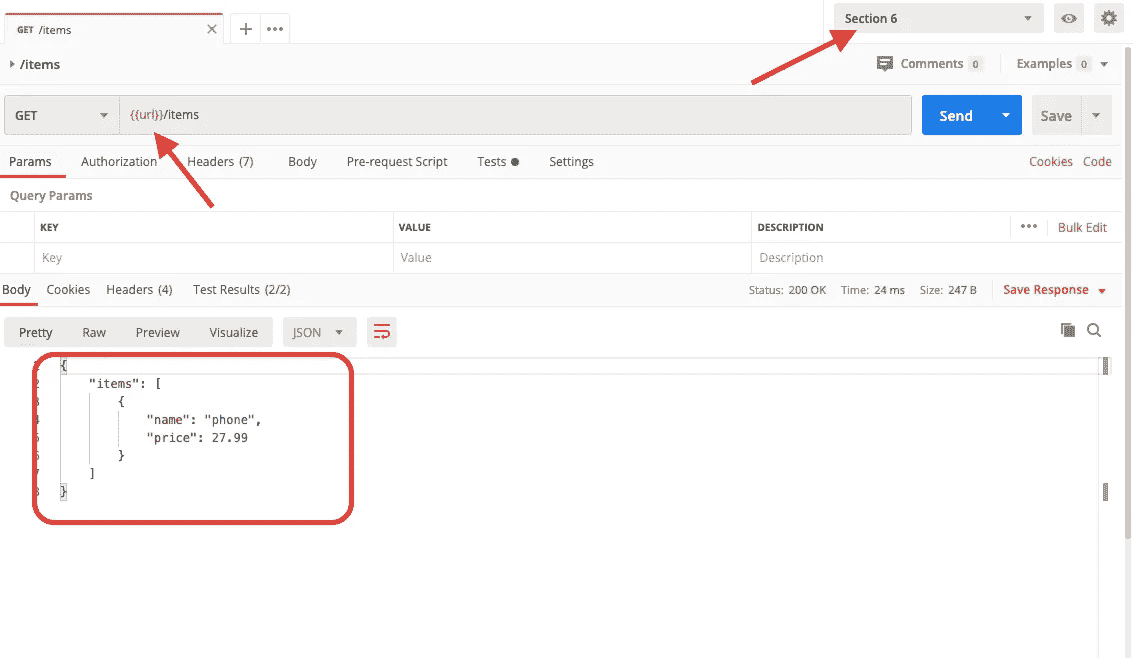 GET /items
Section 6
/items
Comments 0 Examples 0
GET {{url}}/items Send Save
Params Authorization Headers (7) Body Pre-request Script Tests Settings Cookies Code
Query Params
KEY VALUE DESCRIPTION Bulk Edit
Key Value Description
Body Cookies Headers (4) Test Results (2/2) Status: 200 OK Time: 24 ms Size: 247 B Save Response
Pretty Raw Preview Visualize JSON
1 {
2 "items": [
3 {
4 "name": "phone",
5 "price": 27.99
6 }
7 ]
8 }